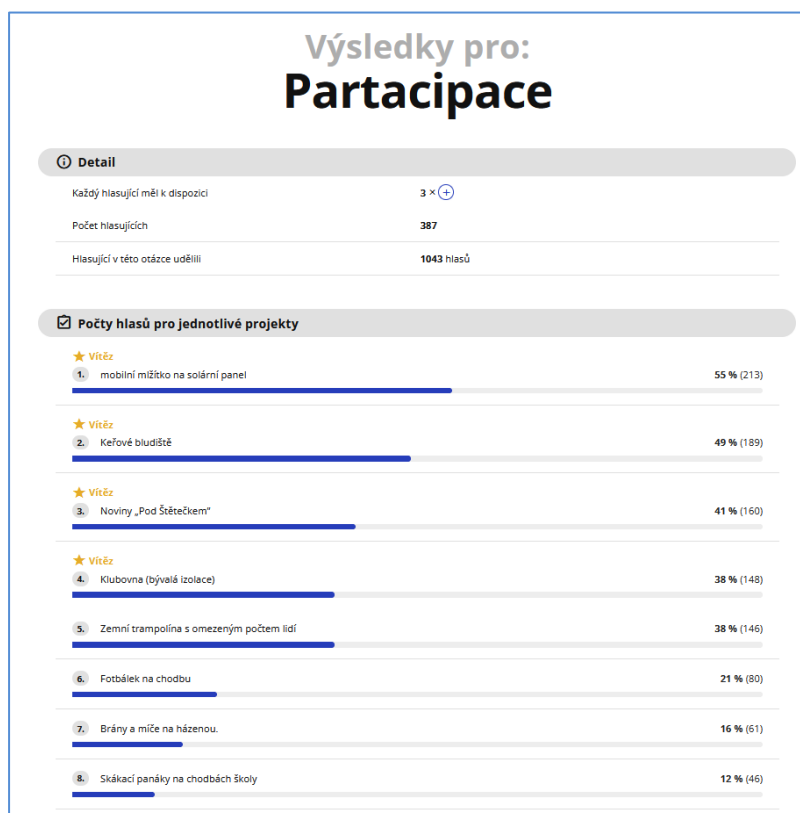 Výsledky pro:
Partacipace
Detail
Každý hlasující měl k dispozici 3 × +
Počet hlasujících 387
Hlasující v této otázce udělili 1043 hlasů
Počty hlasů pro jednotlivé projekty
Vítěz
1. mobilní mlžítko na solární panel 55 % (213)
Vítěz
2. Keřové bludiště 49 % (189)
Vítěz
3. Noviny „Pod Štětečkem" 41 % (160)
Vítěz
4. Klubovna (bývalá izolace) 38 % (148)
5. Zemní trampolína s omezeným počtem lidí 38 % (146)
6. Fotbálek na chodbu 21 % (80)
7. Brány a míče na házenou. 16 % (61)
8. Skákací panáky na chodbách školy 12 % (46)